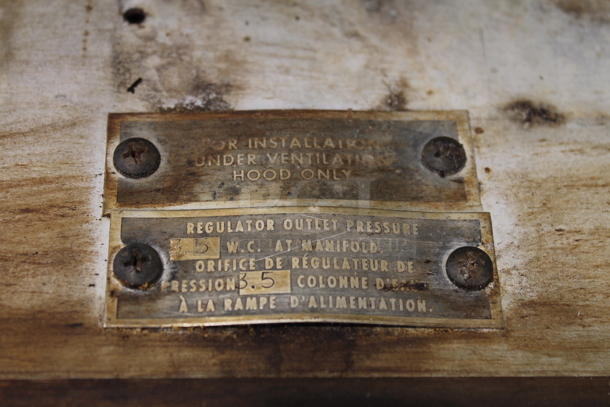 FOR INSTALLATION
UNDER VENTILATION
HOOD ONLY
REGULATOR OUTLET PRESSURE
3.5 W.C. AT MANIFOLD.
ORIFICE DE RÉGULATEUR DE
PRESSION 3.5 COLONNE D'EAU
À LA RAMPE D'ALIMENTATION.